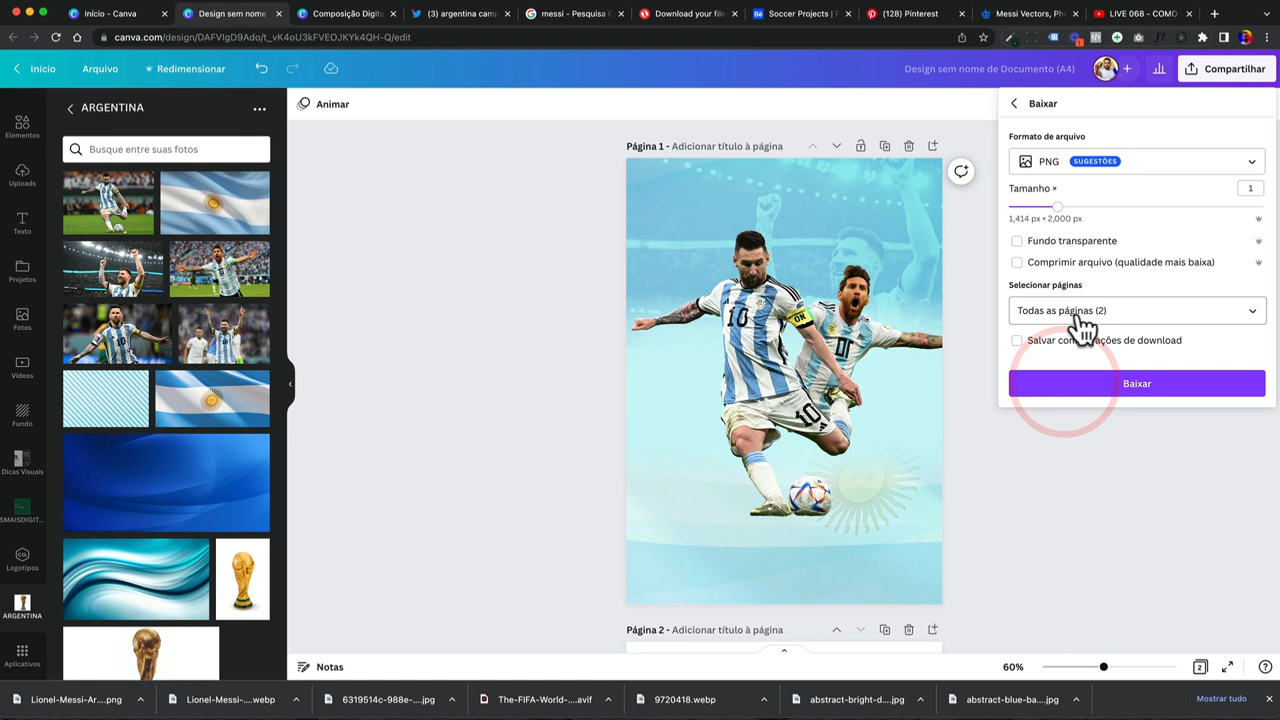 Início - Canva
Design sem nome
Composição Digit
(3) argentina camp
messi - Pesquisa
Download your file
Soccer Projects | P
(128) Pinterest
Messi Vectors, Ph
LIVE 068 - COMO
canva.com/design/DAFVIgD9Ado/t_vK4oU3kFVEOJKYk4QH-Q/edit
Início
Arquivo
Redimensionar
Design sem nome de Documento (A4)
Compartilhar
ARGENTINA
Animar
Baixar
Busque entre suas fotos
Elementos
Uploads
Texto
Projetos
Fotos
Vídeos
Fundo
Dicas Visuais
SMAISDIGIT...
Logotipos
ARGENTINA
Aplicativos
Página 1 - Adicionar título à página
10
ON
10
Formato de arquivo
PNG SUGESTÕES
Tamanho ×
1
1,414 px × 2,000 px
Fundo transparente
Comprimir arquivo (qualidade mais baixa)
Selecionar páginas
Todas as páginas (2)
Salvar ações de download
Baixar
Página 2 - Adicionar título à página
Notas
60%
2
Lionel-Messi-Ar....png
Lionel-Messi-....webp
6319514c-988e-....jpg
The-FIFA-World-....avif
9720418.webp
abstract-bright-d....jpg
abstract-blue-ba....jpg
Mostrar tudo